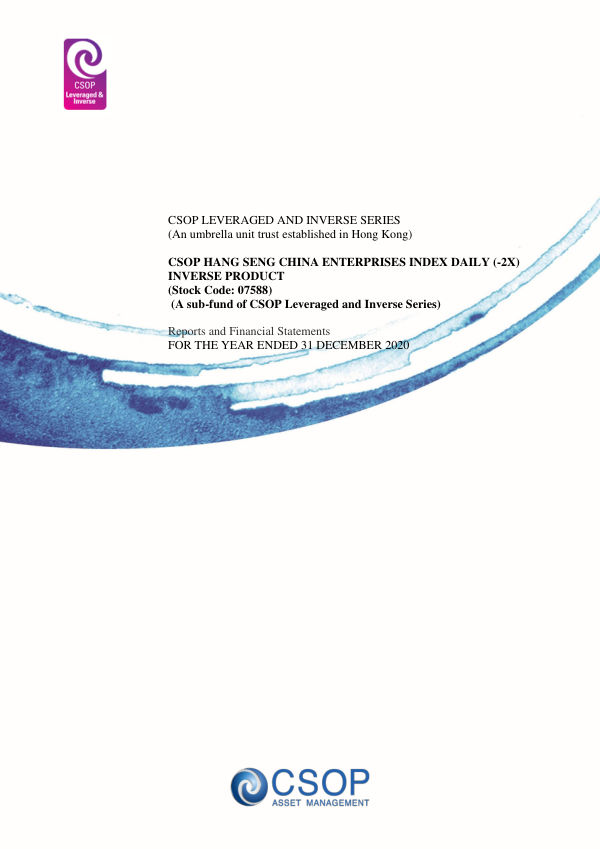 CSOP
Leveraged &
Inverse
CSOP LEVERAGED AND INVERSE SERIES
(An umbrella unit trust established in Hong Kong)
CSOP HANG SENG CHINA ENTERPRISES INDEX DAILY (-2X)
INVERSE PRODUCT
(Stock Code: 07588)
(A sub-fund of CSOP Leveraged and Inverse Series)
Reports and Financial Statements
FOR THE YEAR ENDED 31 DECEMBER 2020
CSOP
ASSET MANAGEMENT